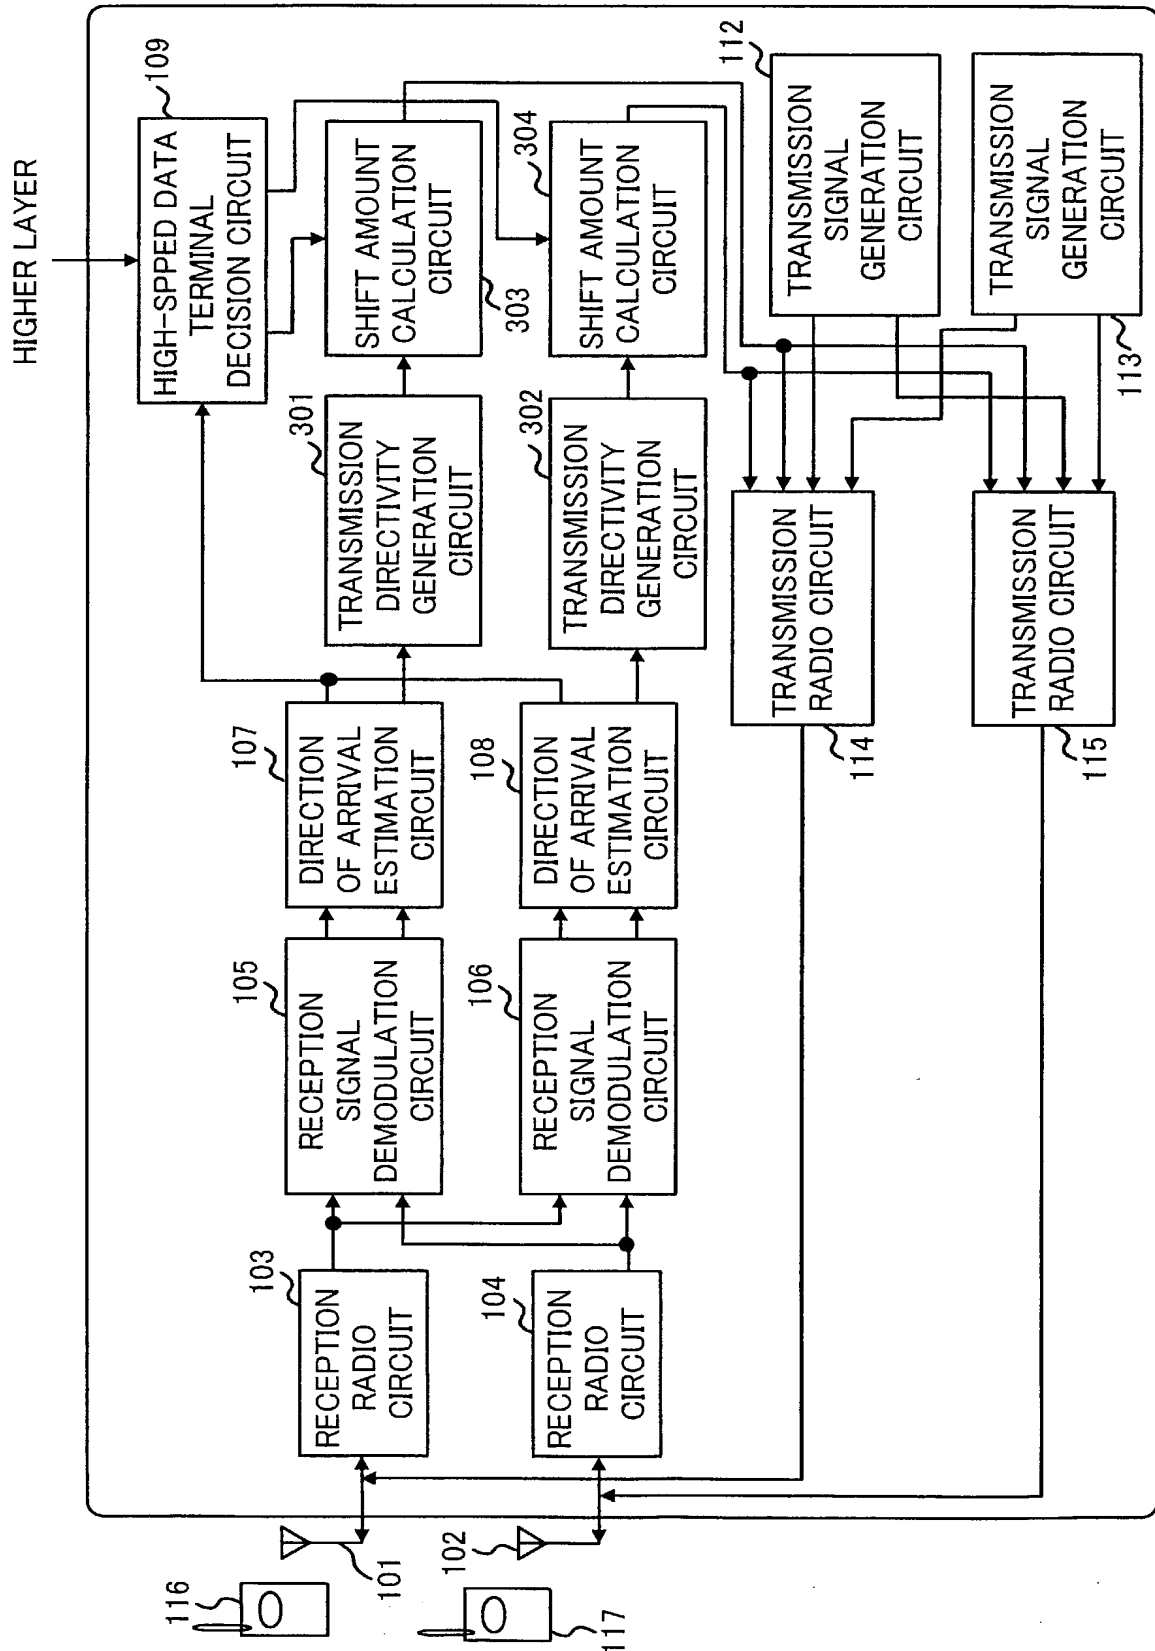 HIGHER LAYER
109
HIGH-SPPED DATA
TERMINAL
DECISION CIRCUIT
116
101
103
RECEPTION
RADIO
CIRCUIT
105
RECEPTION
SIGNAL
DEMODULATION
CIRCUIT
107
DIRECTION
OF ARRIVAL
ESTIMATION
CIRCUIT
301
TRANSMISSION
DIRECTIVITY
GENERATION
CIRCUIT
SHIFT AMOUNT
CALCULATION
CIRCUIT
303
117
102
104
RECEPTION
RADIO
CIRCUIT
106
RECEPTION
SIGNAL
DEMODULATION
CIRCUIT
108
DIRECTION
OF ARRIVAL
ESTIMATION
CIRCUIT
302
TRANSMISSION
DIRECTIVITY
GENERATION
CIRCUIT
304
SHIFT AMOUNT
CALCULATION
CIRCUIT
TRANSMISSION
RADIO CIRCUIT
114
112
TRANSMISSION
SIGNAL
GENERATION
CIRCUIT
TRANSMISSION
RADIO CIRCUIT
115
TRANSMISSION
SIGNAL
GENERATION
CIRCUIT
113